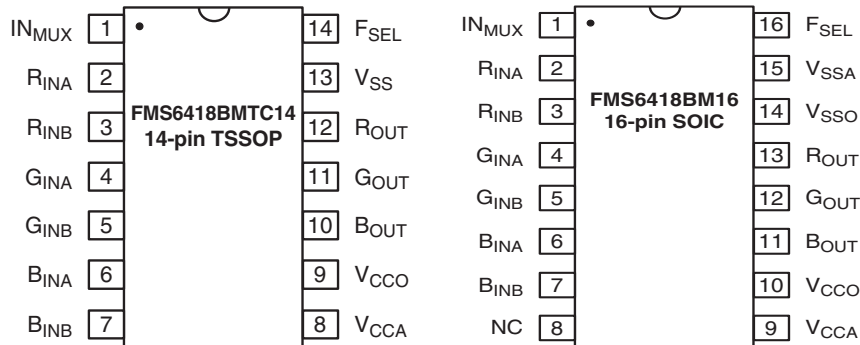 IN_MUX 1 14 F_SEL
R_INA 2 13 V_SS
R_INB 3 12 R_OUT
G_INA 4 11 G_OUT
G_INB 5 10 B_OUT
B_INA 6 9 V_CCO
B_INB 7 8 V_CCA
FMS6418BMTC14
14-pin TSSOP
IN_MUX 1 16 F_SEL
R_INA 2 15 V_SSA
R_INB 3 14 V_SSO
G_INA 4 13 R_OUT
G_INB 5 12 G_OUT
B_INA 6 11 B_OUT
B_INB 7 10 V_CCO
NC 8 9 V_CCA
FMS6418BM16
16-pin SOIC